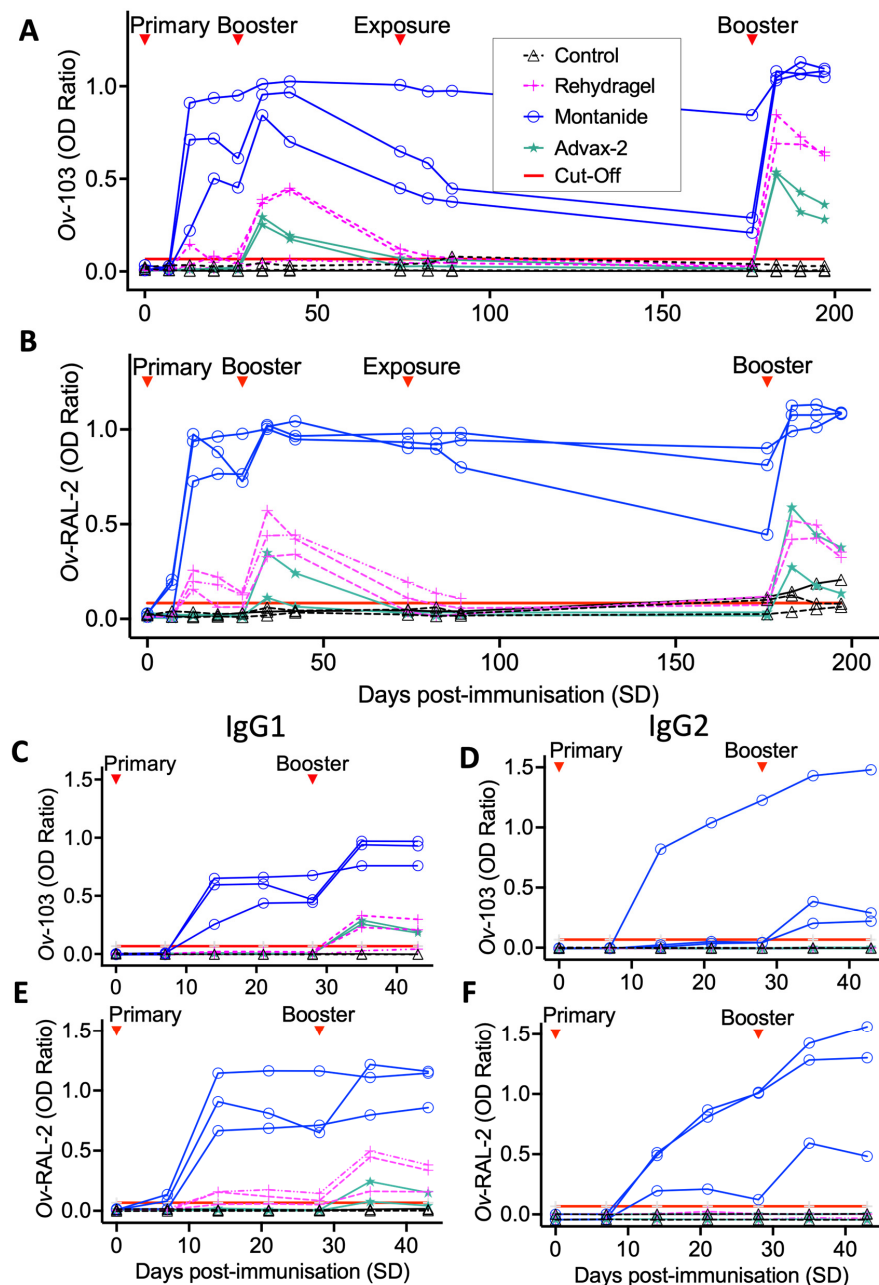 A
Primary Booster Exposure Booster
Control
Rehydragel
Montanide
Advax-2
Cut-Off
Ov-103 (OD Ratio)
1.0
0.5
0.0
0 50 100 150 200
B
Primary Booster Exposure Booster
Ov-RAL-2 (OD Ratio)
1.0
0.5
0.0
0 50 100 150 200
Days post-immunisation (SD)
IgG1 IgG2
C
Primary Booster
Ov-103 (OD Ratio)
1.5
1.0
0.5
0.0
0 10 20 30 40
D
Primary Booster
Ov-103 (OD Ratio)
1.5
1.0
0.5
0.0
0 10 20 30 40
E
Primary Booster
Ov-RAL-2 (OD Ratio)
1.5
1.0
0.5
0.0
0 10 20 30 40
Days post-immunisation (SD)
F
Primary Booster
Ov-RAL-2 (OD Ratio)
1.5
1.0
0.5
0.0
0 10 20 30 40
Days post-immunisation (SD)